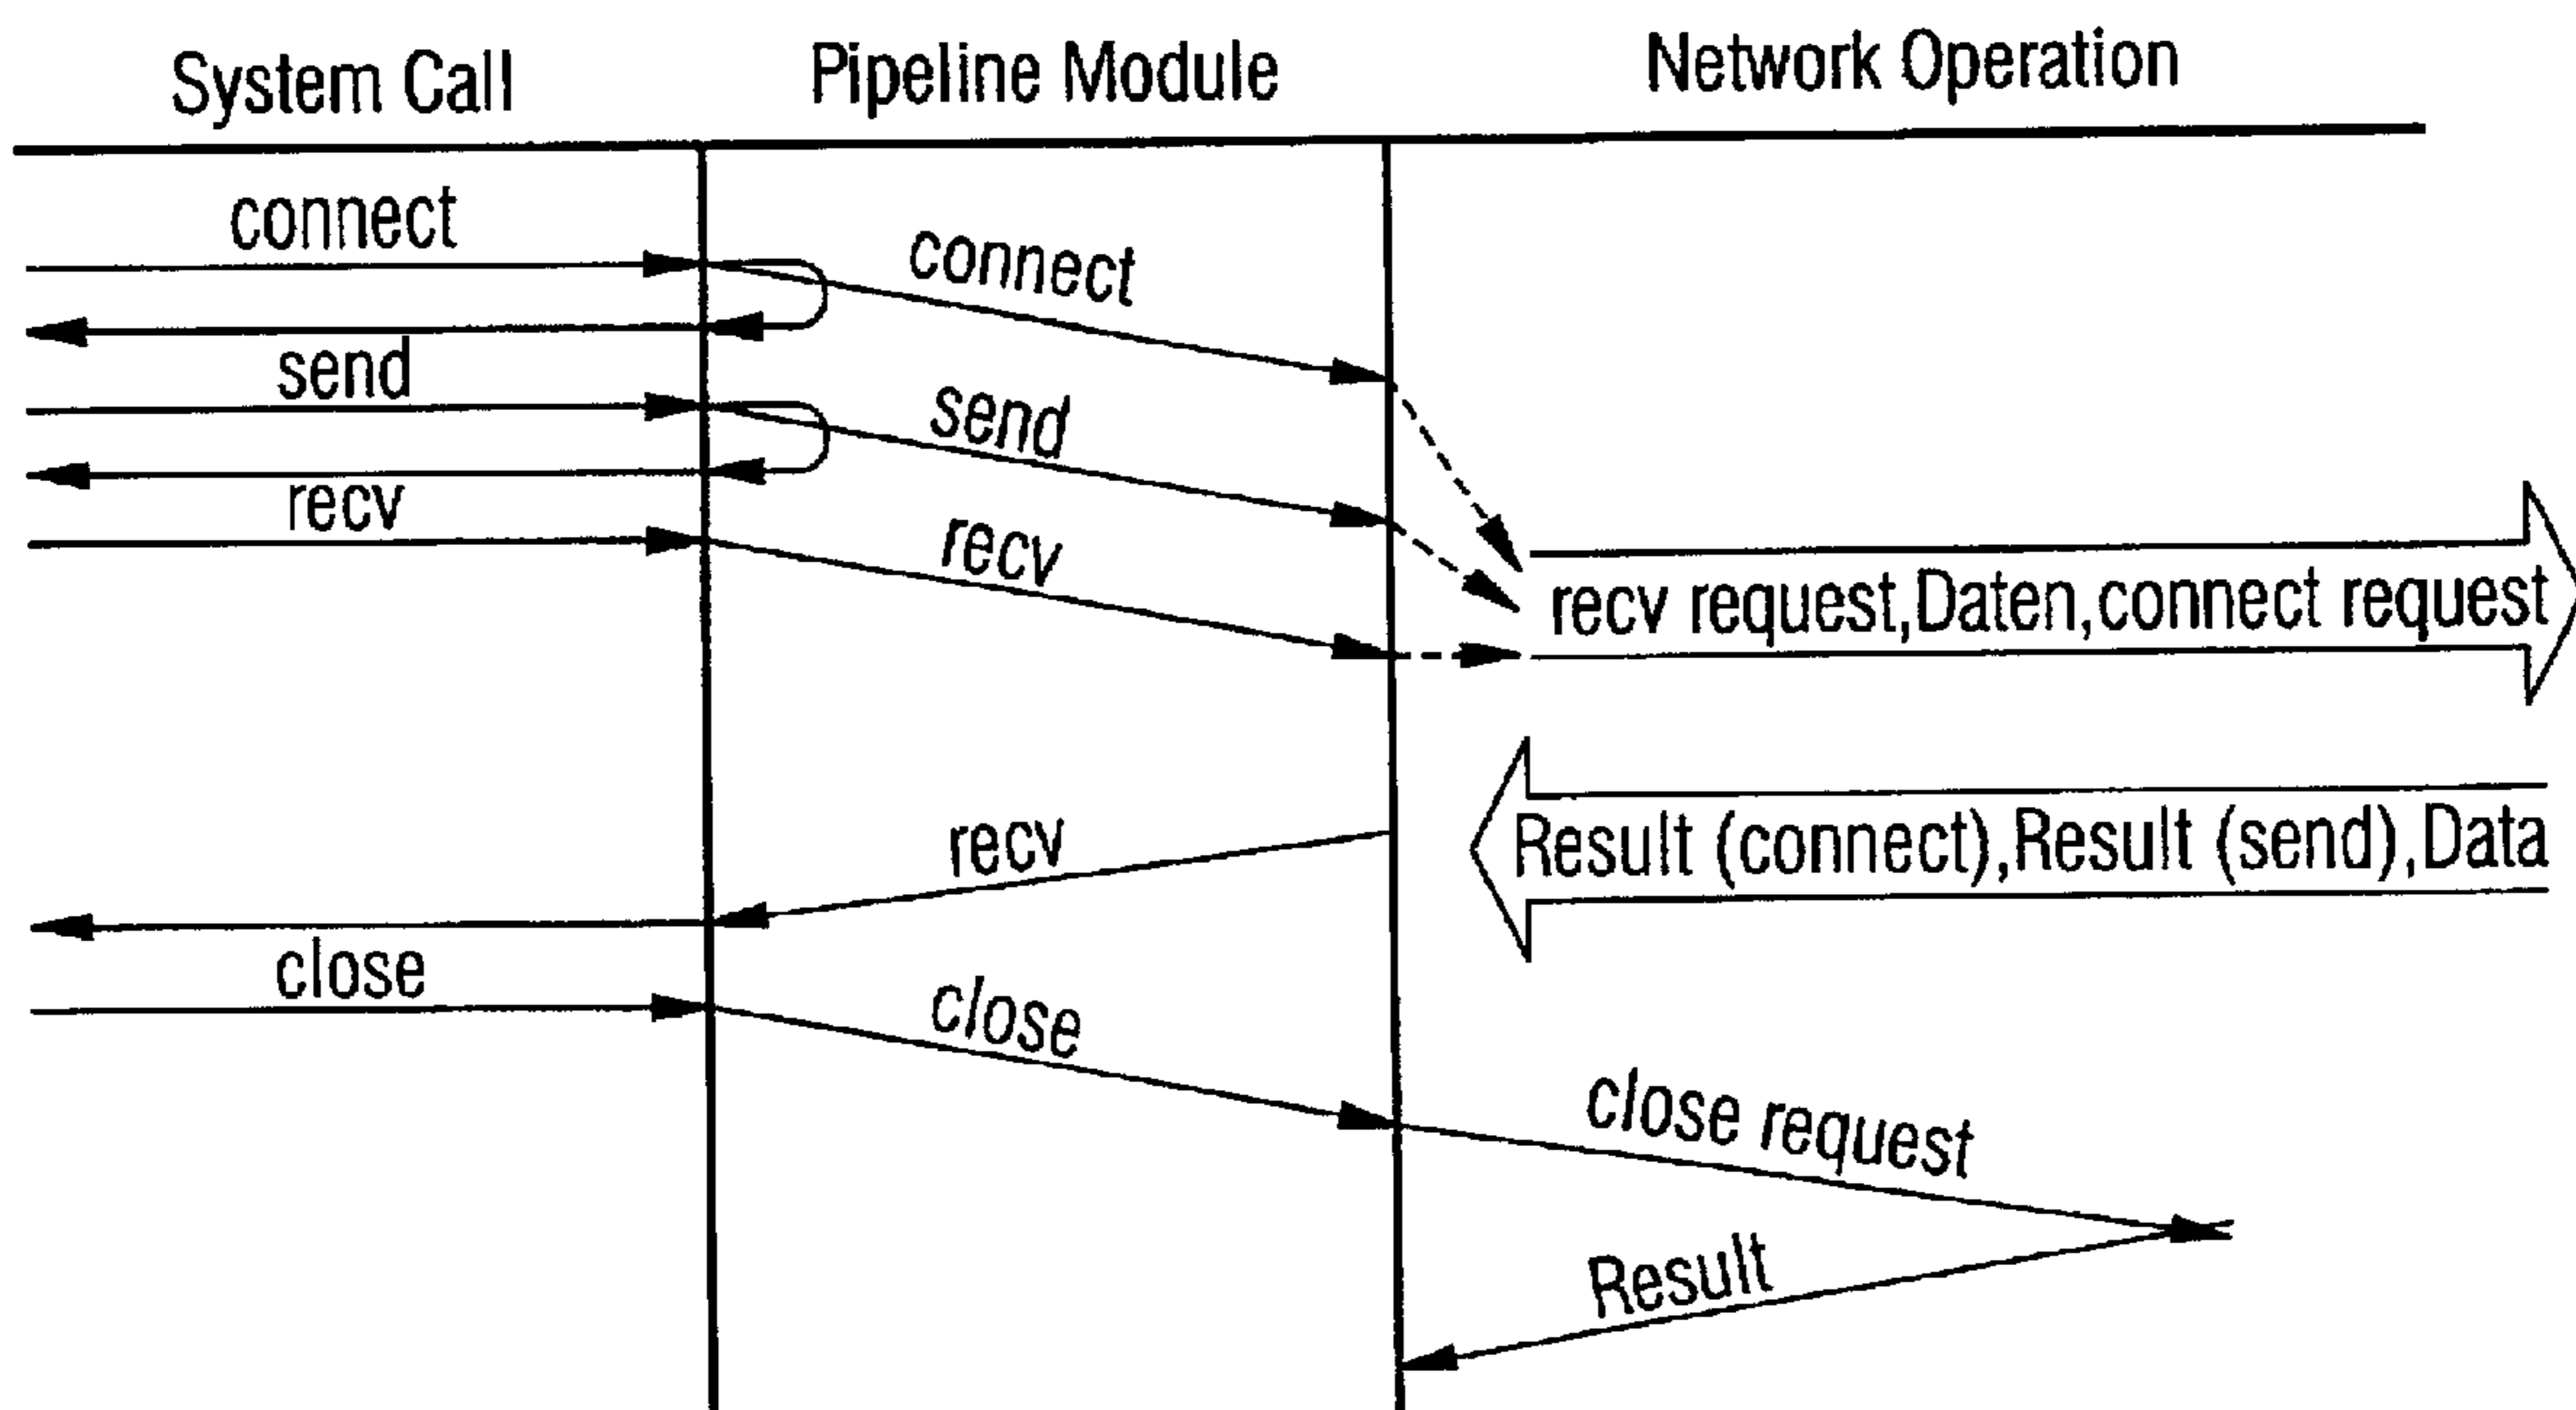 System Call
Pipeline Module
Network Operation
connect
connect
send
send
recv
recv
recv request,Daten,connect request
Result (connect),Result (send),Data
recv
close
close
close request
Result